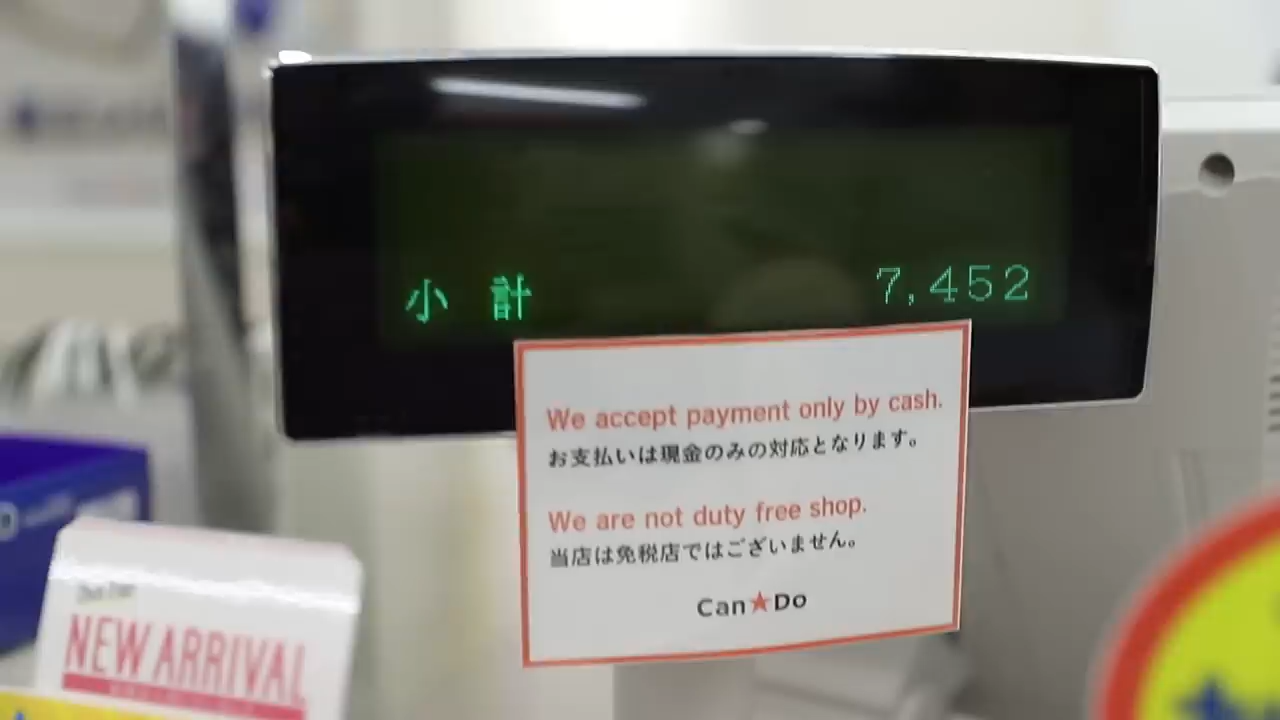 小 計 7,452
We accept payment only by cash.
お支払いは現金のみの対応となります。
We are not duty free shop.
当店は免税店ではございません。
Can★Do
NEW ARRIVAL